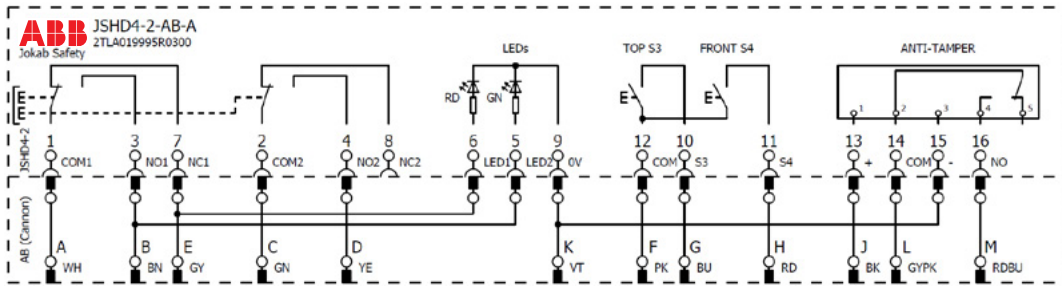 ABB JSHD4-2-AB-A
2TLA019995R0300
Jokab Safety
LEDs TOP S3 FRONT S4 ANTI-TAMPER
RD GN
1 2 3 4 5
JSHD4-2
1 3 7 2 4 8 6 5 9 12 10 11 13 14 15 16
COM1 NO1 NC1 COM2 NO2 NC2 LED1 LED2 0V COM S3 S4 + COM - NO
AB (Cannon)
A B E C D K F G H J L M
WH BN GY GN YE VT PK BU RD BK GYPK RDBU